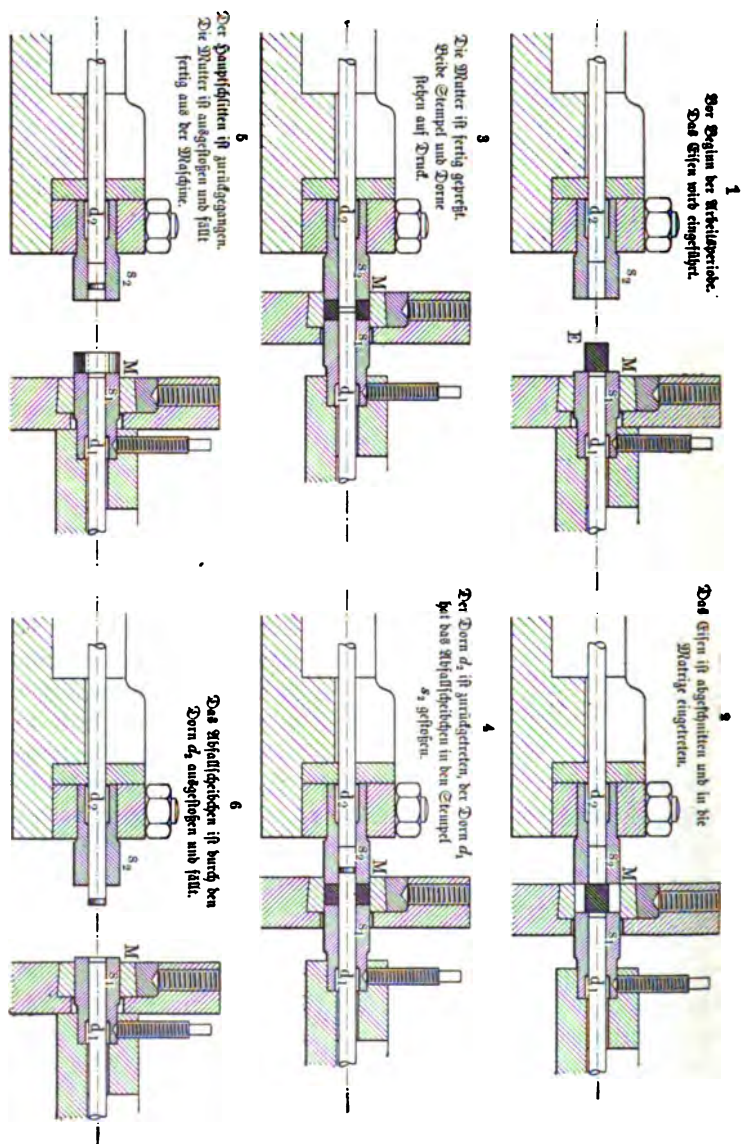 1
Vor Beginn der Arbeitsperiode.
Das Eisen wird eingeführt.
d₂
s₂
E
M
s₁
d₁
2
Das Eisen ist abgeschnitten und in die
Matrize eingetreten.
d₂
s₂
M
s₁
d₁
3
Die Mutter ist fertig gepreßt.
Beide Stempel und Dorne
stehen auf Druck.
d₂
s₂
M
s₁
d₁
4
Der Dorn d₂ ist zurückgetreten, der Dorn d₁
hat das Abfallscheibchen in den Stempel
s₂ gestoßen.
d₂
s₂
M
s₁
d₁
5
Der Hauptschlitten ist zurückgegangen.
Die Mutter ist ausgestoßen und fällt
fertig aus der Maschine.
d₂
s₂
M
s₁
d₁
6
Das Abfallscheibchen ist durch den
Dorn d₂ ausgestoßen und fällt.
d₂
s₂
M
s₁
d₁